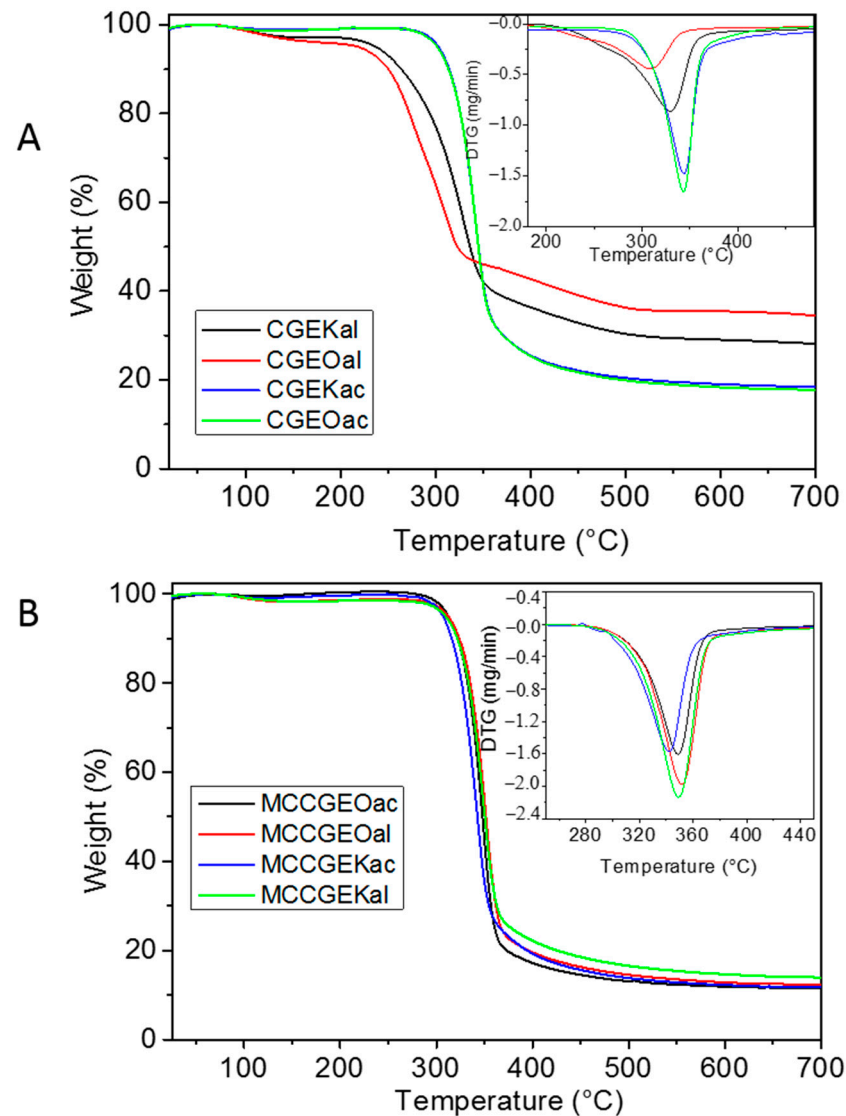 A
Weight (%)
100
80
60
40
20
0
100 200 300 400 500 600 700
Temperature (°C)
CGEKal
CGEOal
CGEKac
CGEOac
DTG (mg/min)
−0.0
−0.5
−1.0
−1.5
−2.0
200 300 400
Temperature (°C)
B
Weight (%)
100
80
60
40
20
0
100 200 300 400 500 600 700
Temperature (°C)
MCCGEOac
MCCGEOal
MCCGEKac
MCCGEKal
DTG (mg/min)
−0.4
−0.0
−0.4
−0.8
−1.2
−1.6
−2.0
−2.4
280 320 360 400 440
Temperature (°C)